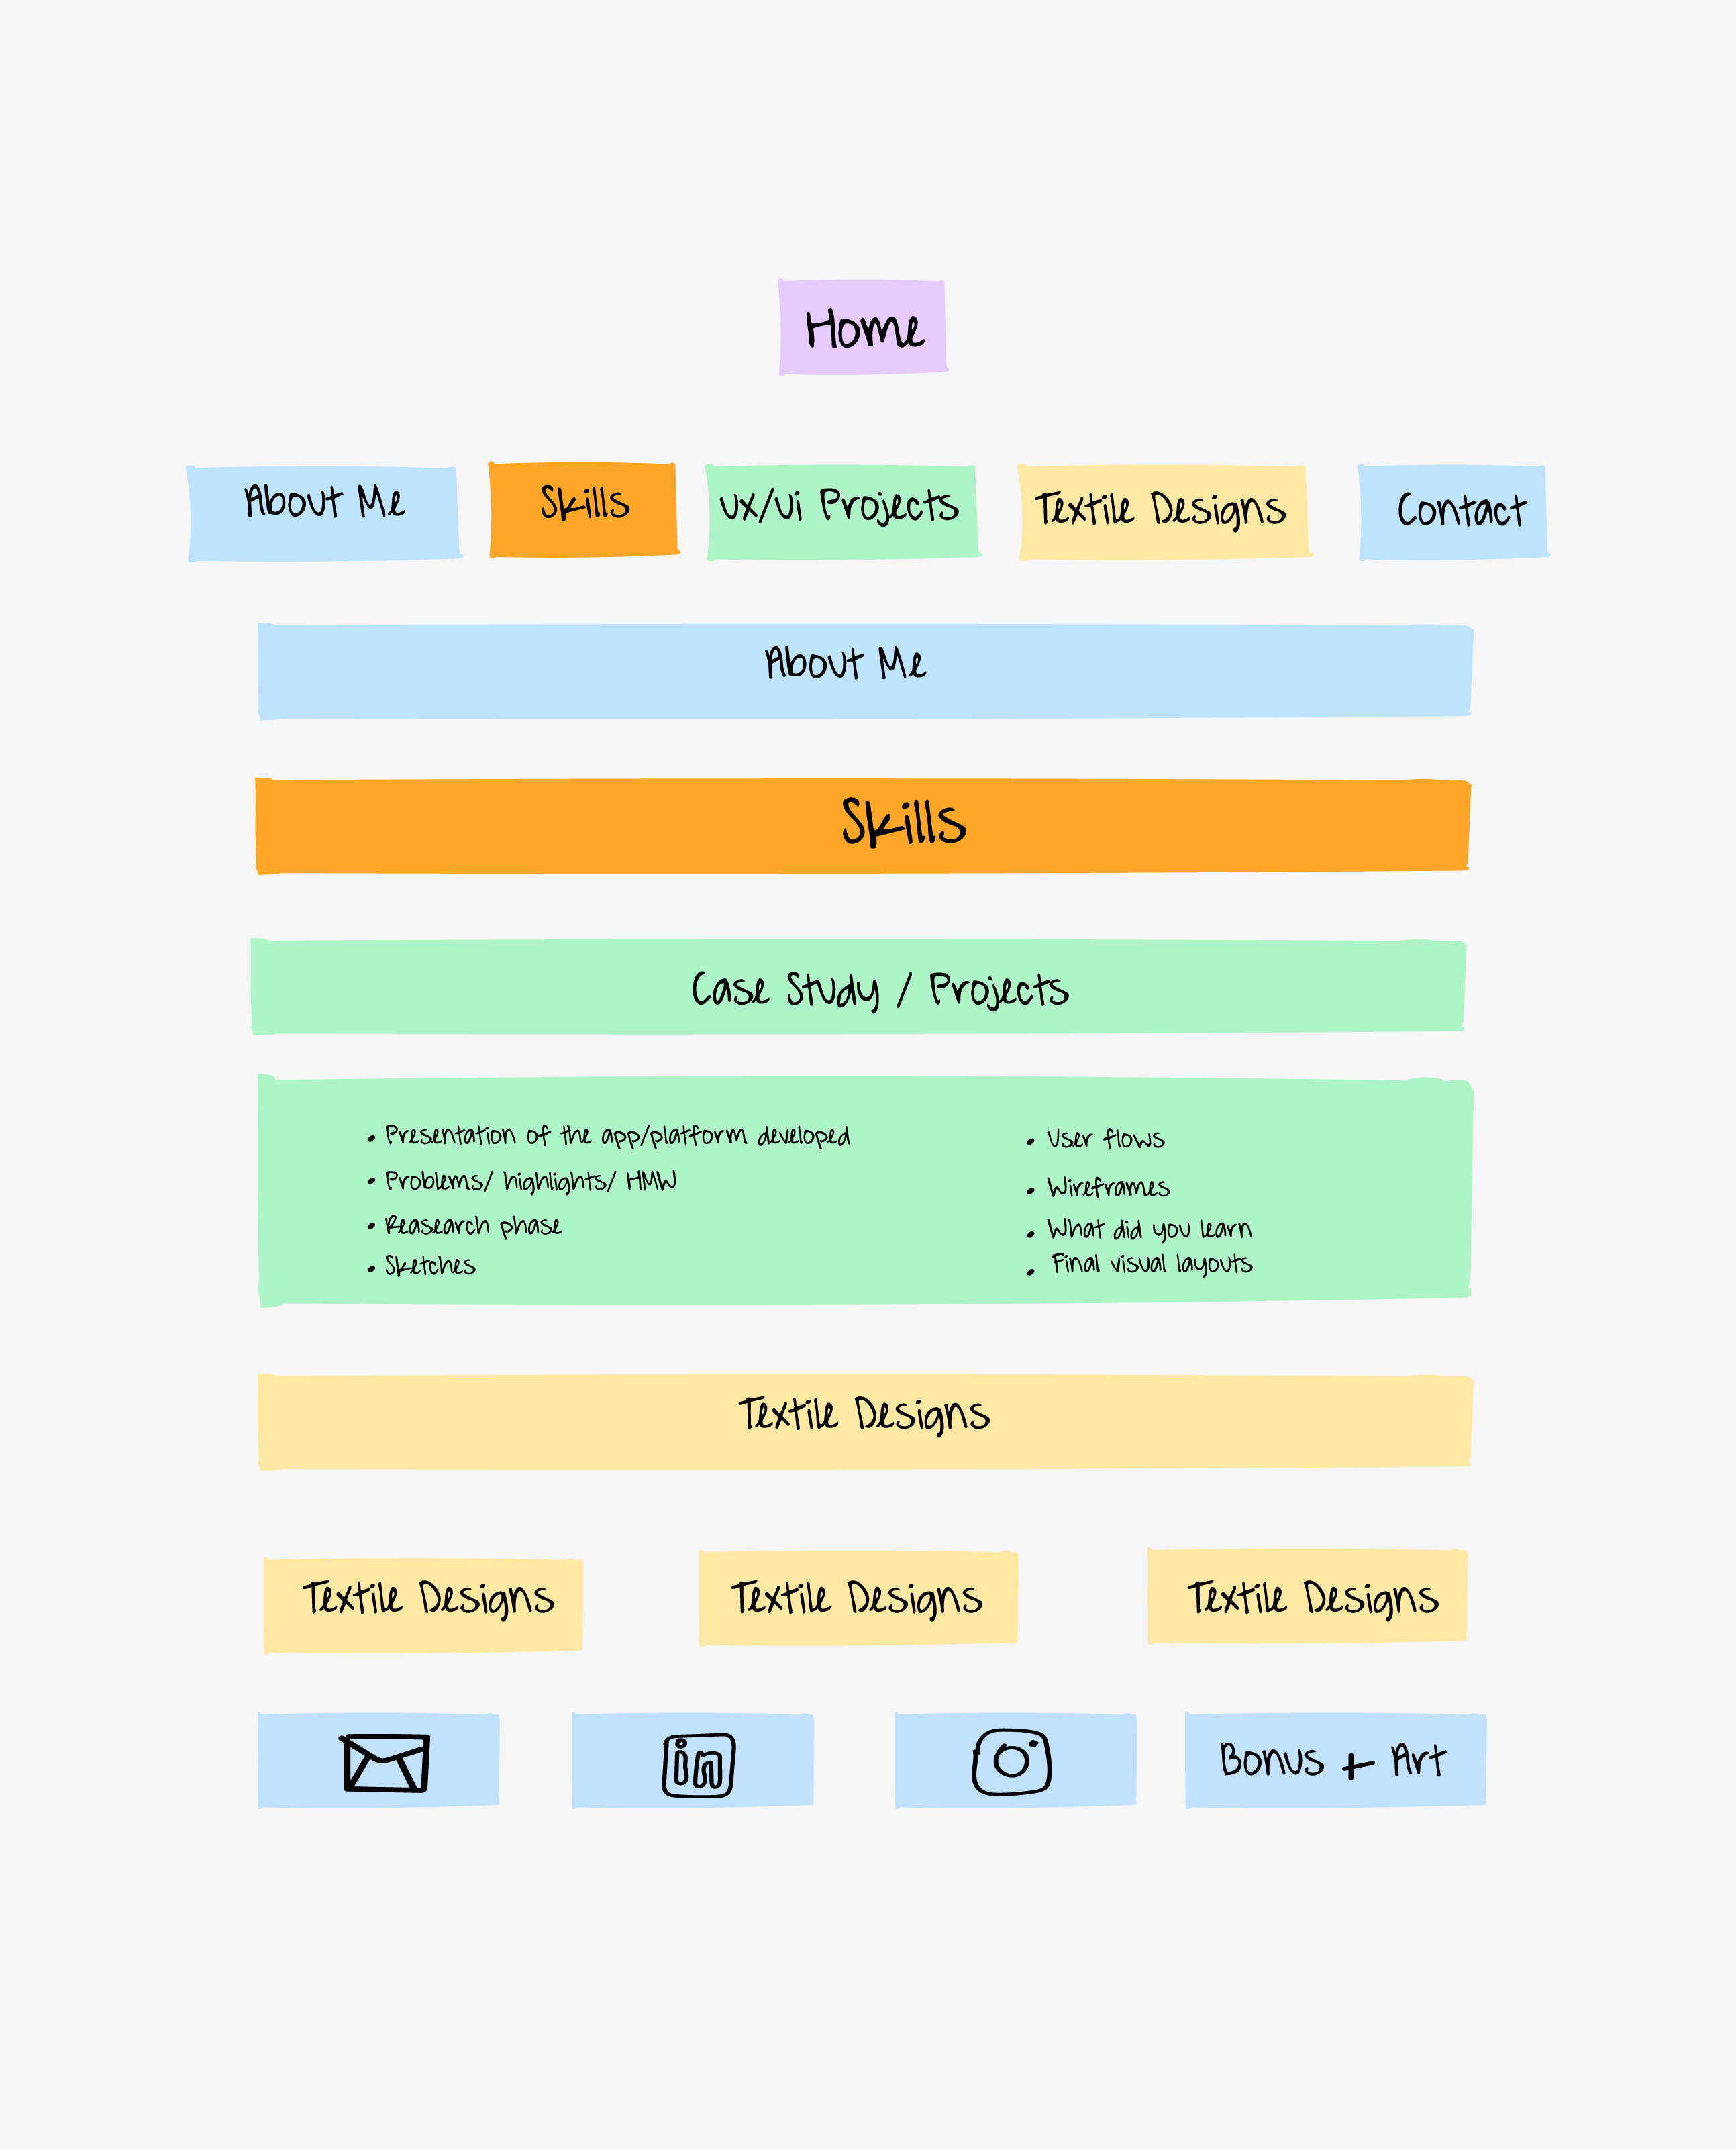 Home
About Me
Skills
UX/Ui Projects
Textile Designs
Contact
About Me
Skills
Case Study / Projects
• Presentation of the app/platform developed
• Problems/ highlights/ HMW
• Reasearch phase
• Sketches
• User flows
• Wireframes
• What did you learn
• Final visual layouts
Textile Designs
Textile Designs
Textile Designs
Textile Designs
in
Bonus + Art